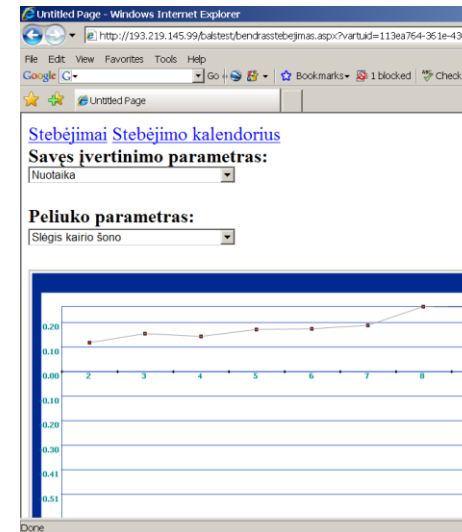 Untitled Page - Windows Internet Explorer
http://193.219.145.99/balstest/bendrasstebejimas.aspx?vartuid=113ea764-361e-43
File Edit View Favorites Tools Help
Google G Go Bookmarks 1 blocked Check
Untitled Page
Stebėjimai Stebėjimo kalendorius
Savęs įvertinimo parametras:
Nuotaika
Peliuko parametras:
Slėgis kairio šono
0.20
0.10
0.00 2 3 4 5 6 7 8
0.10
0.20
0.30
0.41
0.51
Done